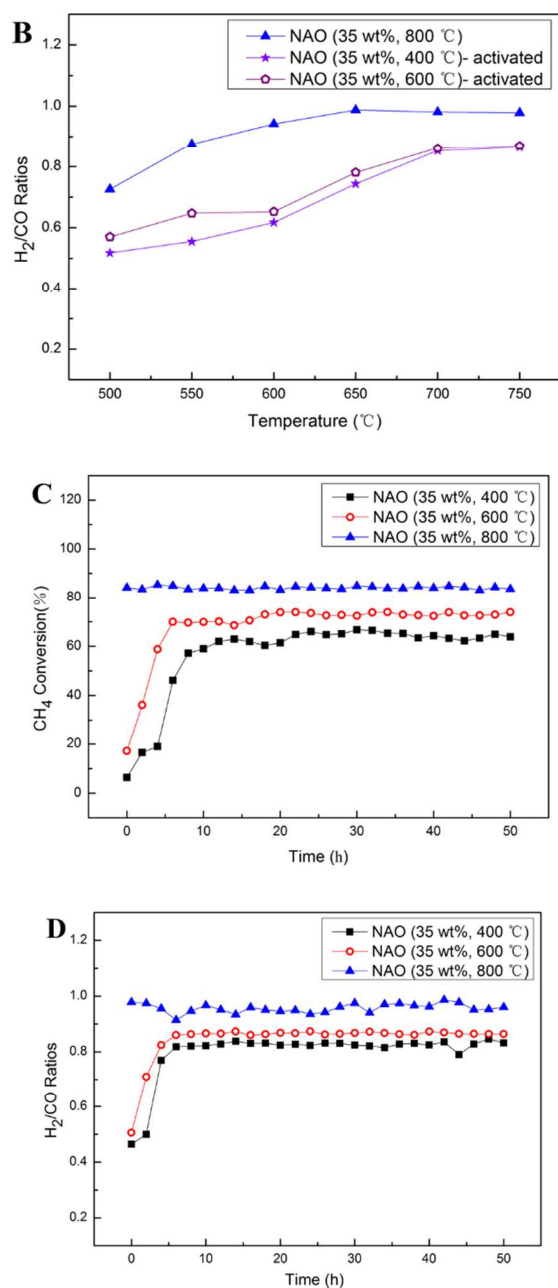 B
NAO (35 wt%, 800 ℃)
NAO (35 wt%, 400 ℃)- activated
NAO (35 wt%, 600 ℃)- activated
1.2
1.0
0.8
0.6
0.4
0.2
H2/CO Ratios
500 550 600 650 700 750
Temperature (℃)
C
NAO (35 wt%, 400 ℃)
NAO (35 wt%, 600 ℃)
NAO (35 wt%, 800 ℃)
120
100
80
60
40
20
0
CH4 Conversion(%)
0 10 20 30 40 50
Time (h)
D
NAO (35 wt%, 400 ℃)
NAO (35 wt%, 600 ℃)
NAO (35 wt%, 800 ℃)
1.2
1.0
0.8
0.6
0.4
0.2
H2/CO Ratios
0 10 20 30 40 50
Time (h)